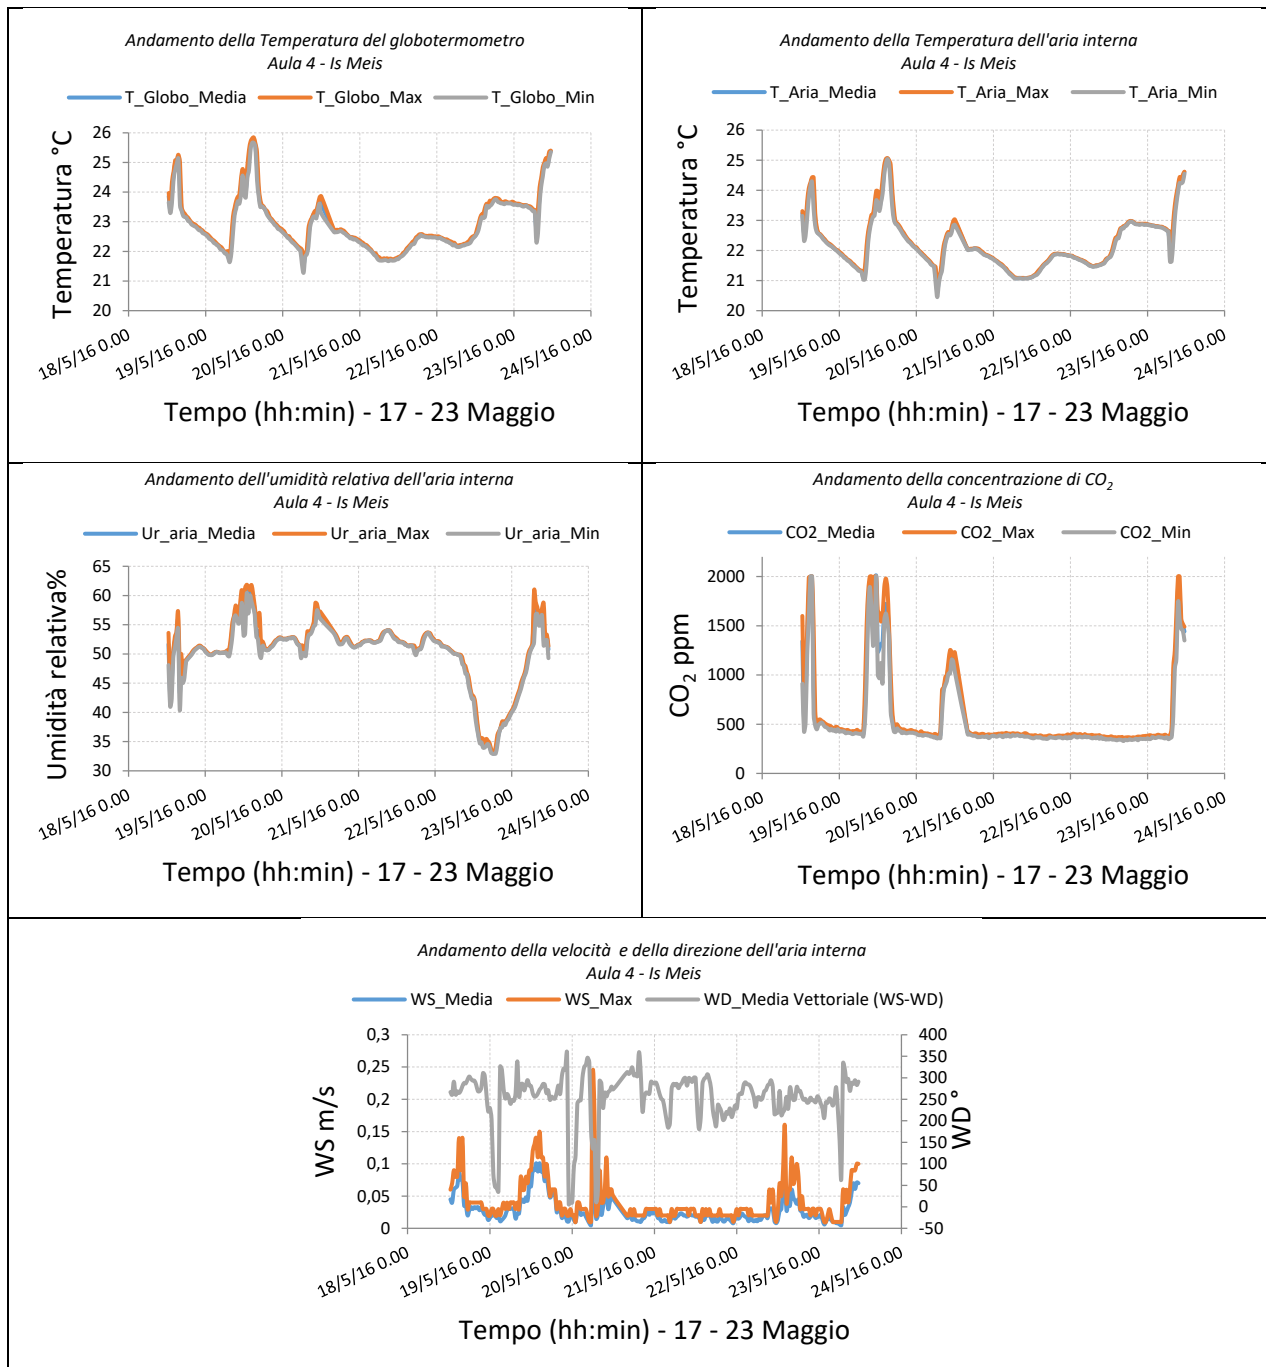 Andamento della Temperatura del globotermometro
Aula 4 - Is Meis
T_Globo_Media T_Globo_Max T_Globo_Min
26
25
24
23
22
21
20
Temperatura °C
18/5/16 0.00 19/5/16 0.00 20/5/16 0.00 21/5/16 0.00 22/5/16 0.00 23/5/16 0.00 24/5/16 0.00
Tempo (hh:min) - 17 - 23 Maggio
Andamento della Temperatura dell'aria interna
Aula 4 - Is Meis
T_Aria_Media T_Aria_Max T_Aria_Min
26
25
24
23
22
21
20
Temperatura °C
18/5/16 0.00 19/5/16 0.00 20/5/16 0.00 21/5/16 0.00 22/5/16 0.00 23/5/16 0.00 24/5/16 0.00
Tempo (hh:min) - 17 - 23 Maggio
Andamento dell'umidità relativa dell'aria interna
Aula 4 - Is Meis
Ur_aria_Media Ur_aria_Max Ur_aria_Min
65
60
55
50
45
40
35
30
Umidità relativa%
18/5/16 0.00 19/5/16 0.00 20/5/16 0.00 21/5/16 0.00 22/5/16 0.00 23/5/16 0.00 24/5/16 0.00
Tempo (hh:min) - 17 - 23 Maggio
Andamento della concentrazione di CO2
Aula 4 - Is Meis
CO2_Media CO2_Max CO2_Min
2000
1500
1000
500
0
CO2 ppm
18/5/16 0.00 19/5/16 0.00 20/5/16 0.00 21/5/16 0.00 22/5/16 0.00 23/5/16 0.00 24/5/16 0.00
Tempo (hh:min) - 17 - 23 Maggio
Andamento della velocità e della direzione dell'aria interna
Aula 4 - Is Meis
WS_Media WS_Max WD_Media Vettoriale (WS-WD)
0,3
0,25
0,2
0,15
0,1
0,05
0
WS m/s
400
350
300
250
200
150
100
50
0
-50
WD °
18/5/16 0.00 19/5/16 0.00 20/5/16 0.00 21/5/16 0.00 22/5/16 0.00 23/5/16 0.00 24/5/16 0.00
Tempo (hh:min) - 17 - 23 Maggio